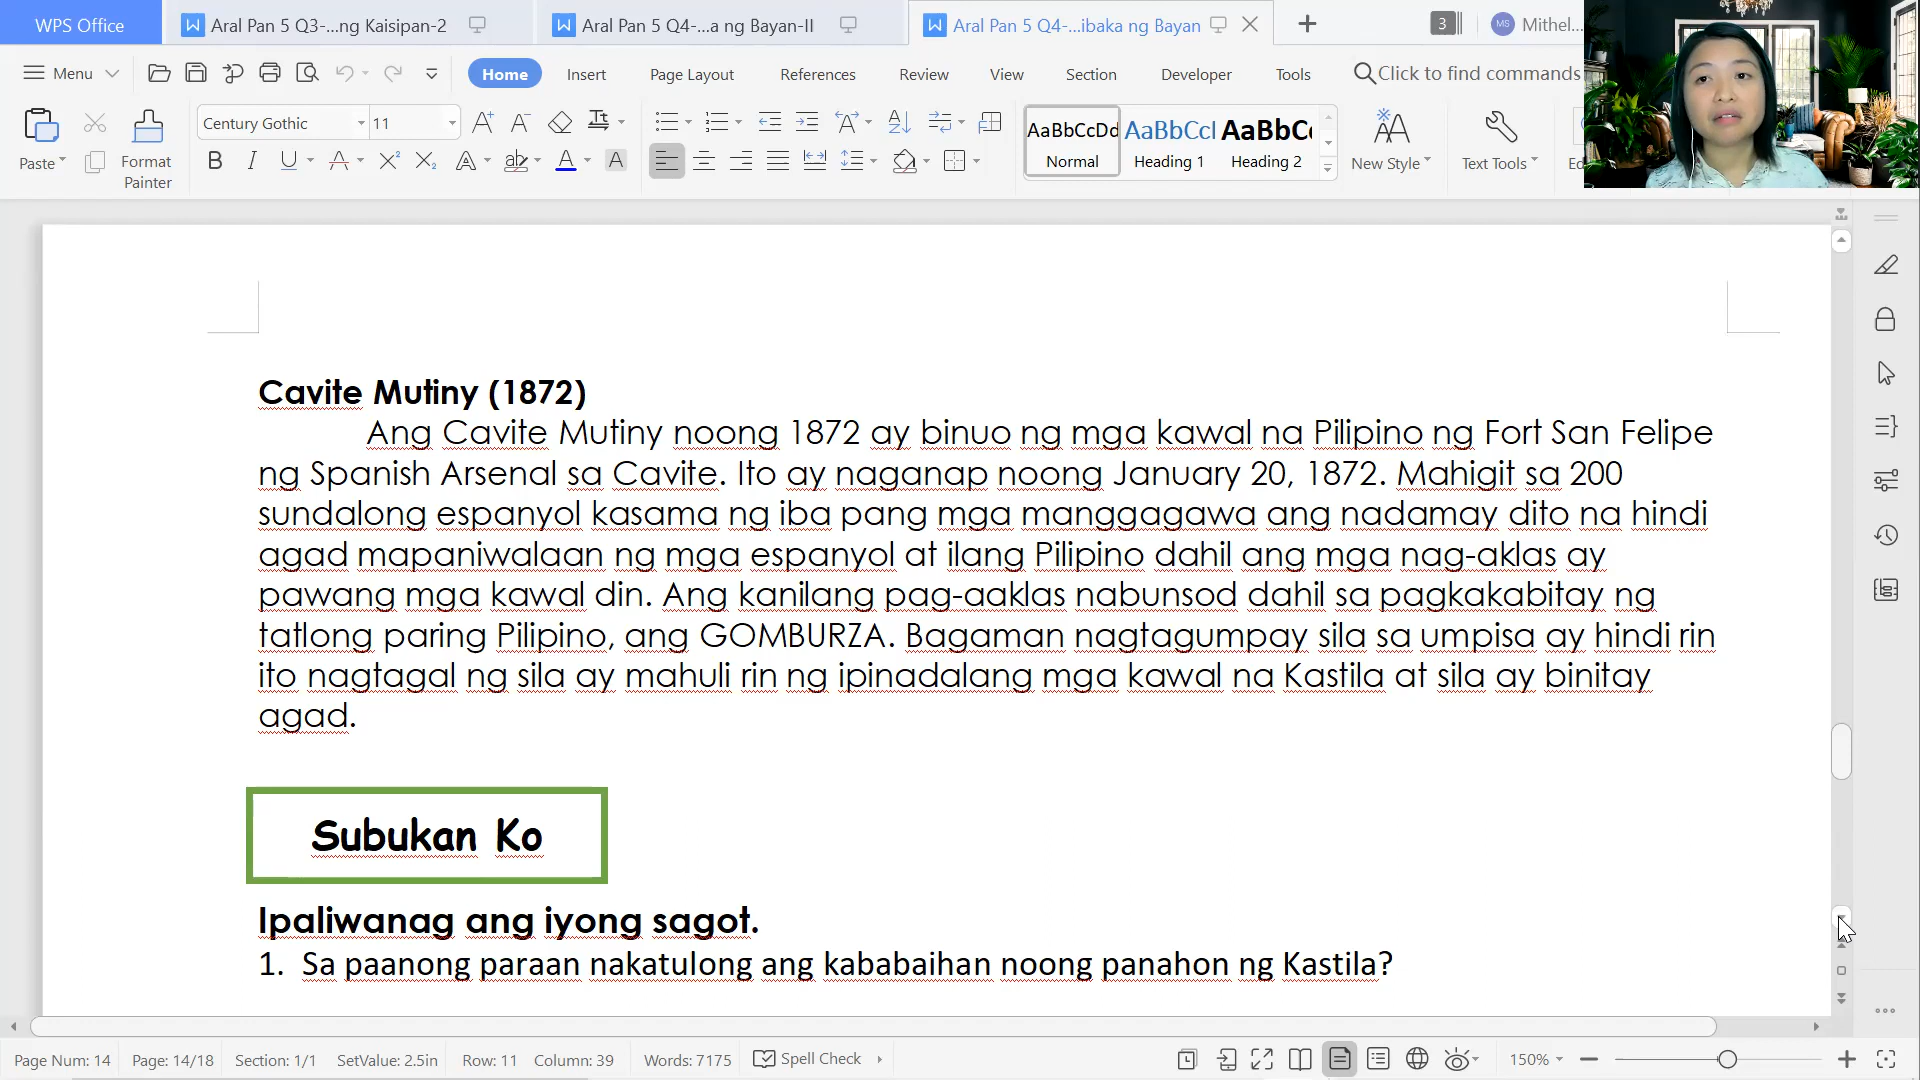 WPS Office
Aral Pan 5 Q3-...ng Kaisipan-2
Aral Pan 5 Q4-...a ng Bayan-II
Aral Pan 5 Q4-...ibaka ng Bayan
3
MS Mithel...
Menu
Home Insert Page Layout References Review View Section Developer Tools Click to find commands
Century Gothic 11
AaBbCcDd AaBbCcl AaBbCc
Paste Format Painter
Normal Heading 1 Heading 2 New Style Text Tools Ed
Cavite Mutiny (1872)
Ang Cavite Mutiny noong 1872 ay binuo ng mga kawal na Pilipino ng Fort San Felipe
ng Spanish Arsenal sa Cavite. Ito ay naganap noong January 20, 1872. Mahigit sa 200
sundalong espanyol kasama ng iba pang mga manggagawa ang nadamay dito na hindi
agad mapaniwalaan ng mga espanyol at ilang Pilipino dahil ang mga nag-aklas ay
pawang mga kawal din. Ang kanilang pag-aaklas nabunsod dahil sa pagkakabitay ng
tatlong paring Pilipino, ang GOMBURZA. Bagaman nagtagumpay sila sa umpisa ay hindi rin
ito nagtagal ng sila ay mahuli rin ng ipinadalang mga kawal na Kastila at sila ay binitay
agad.
Subukan Ko
Ipaliwanag ang iyong sagot.
1. Sa paanong paraan nakatulong ang kababaihan noong panahon ng Kastila?
Page Num: 14 Page: 14/18 Section: 1/1 SetValue: 2.5in Row: 11 Column: 39 Words: 7175 Spell Check 150%